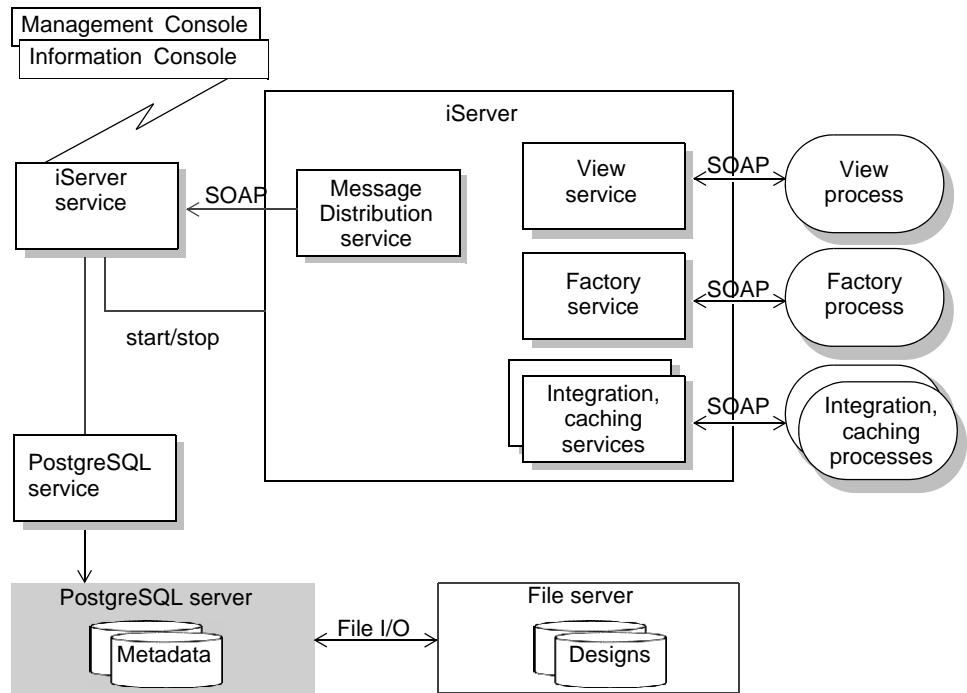 Management Console
Information Console
iServer
iServer
service
SOAP
Message
Distribution
service
View
service
SOAP
View
process
Factory
service
SOAP
Factory
process
start/stop
Integration,
caching
services
SOAP
Integration,
caching
processes
PostgreSQL
service
PostgreSQL server
Metadata
File I/O
File server
Designs